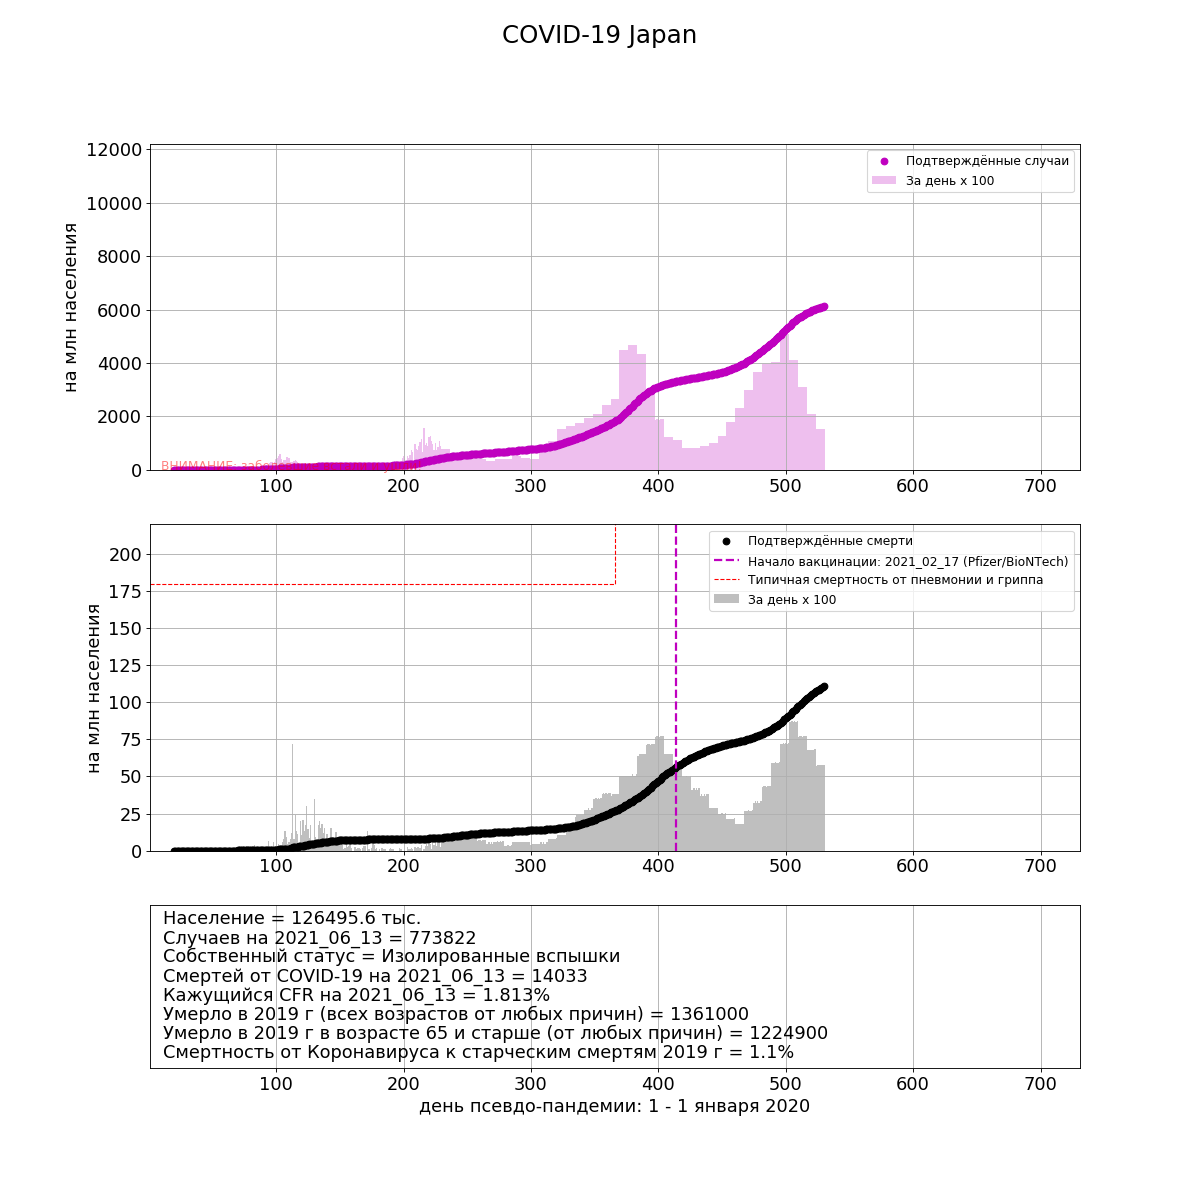 COVID-19 Japan
12000
10000
8000
6000
4000
2000
0
на млн населения
Подтверждённые случаи
За день x 100
ВНИМАНИЕ:
100 200 300 400 500 600 700
200
175
150
125
100
75
50
25
0
на млн населения
Подтверждённые смерти
Начало вакцинации: 2021_02_17 (Pfizer/BioNTech)
Типичная смертность от пневмонии и гриппа
За день x 100
100 200 300 400 500 600 700
Население = 126495.6 тыс.
Случаев на 2021_06_13 = 773822
Собственный статус = Изолированные вспышки
Смертей от COVID-19 на 2021_06_13 = 14033
Кажущийся CFR на 2021_06_13 = 1.813%
Умерло в 2019 г (всех возрастов от любых причин) = 1361000
Умерло в 2019 г в возрасте 65 и старше (от любых причин) = 1224900
Смертность от Коронавируса к старческим смертям 2019 г = 1.1%
100 200 300 400 500 600 700
день псевдо-пандемии: 1 - 1 января 2020